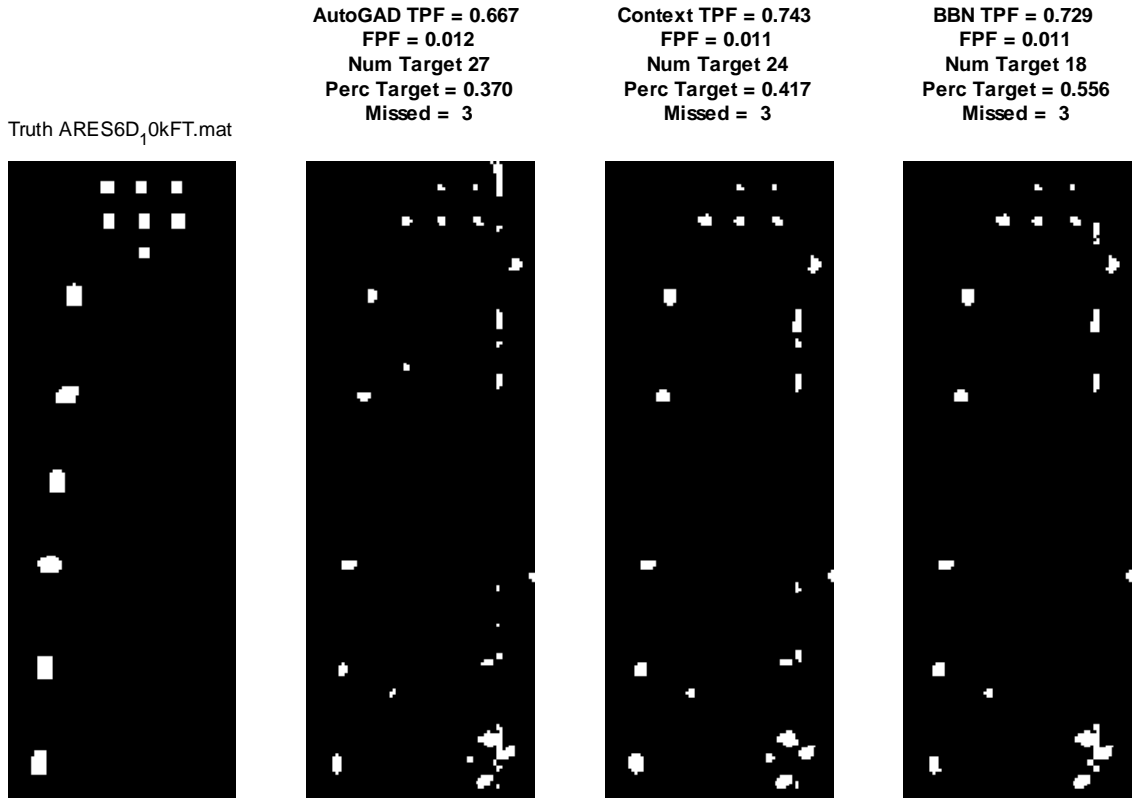 Truth ARES6D10kFT.mat
AutoGAD TPF = 0.667
FPF = 0.012
Num Target 27
Perc Target = 0.370
Missed = 3
Context TPF = 0.743
FPF = 0.011
Num Target 24
Perc Target = 0.417
Missed = 3
BBN TPF = 0.729
FPF = 0.011
Num Target 18
Perc Target = 0.556
Missed = 3